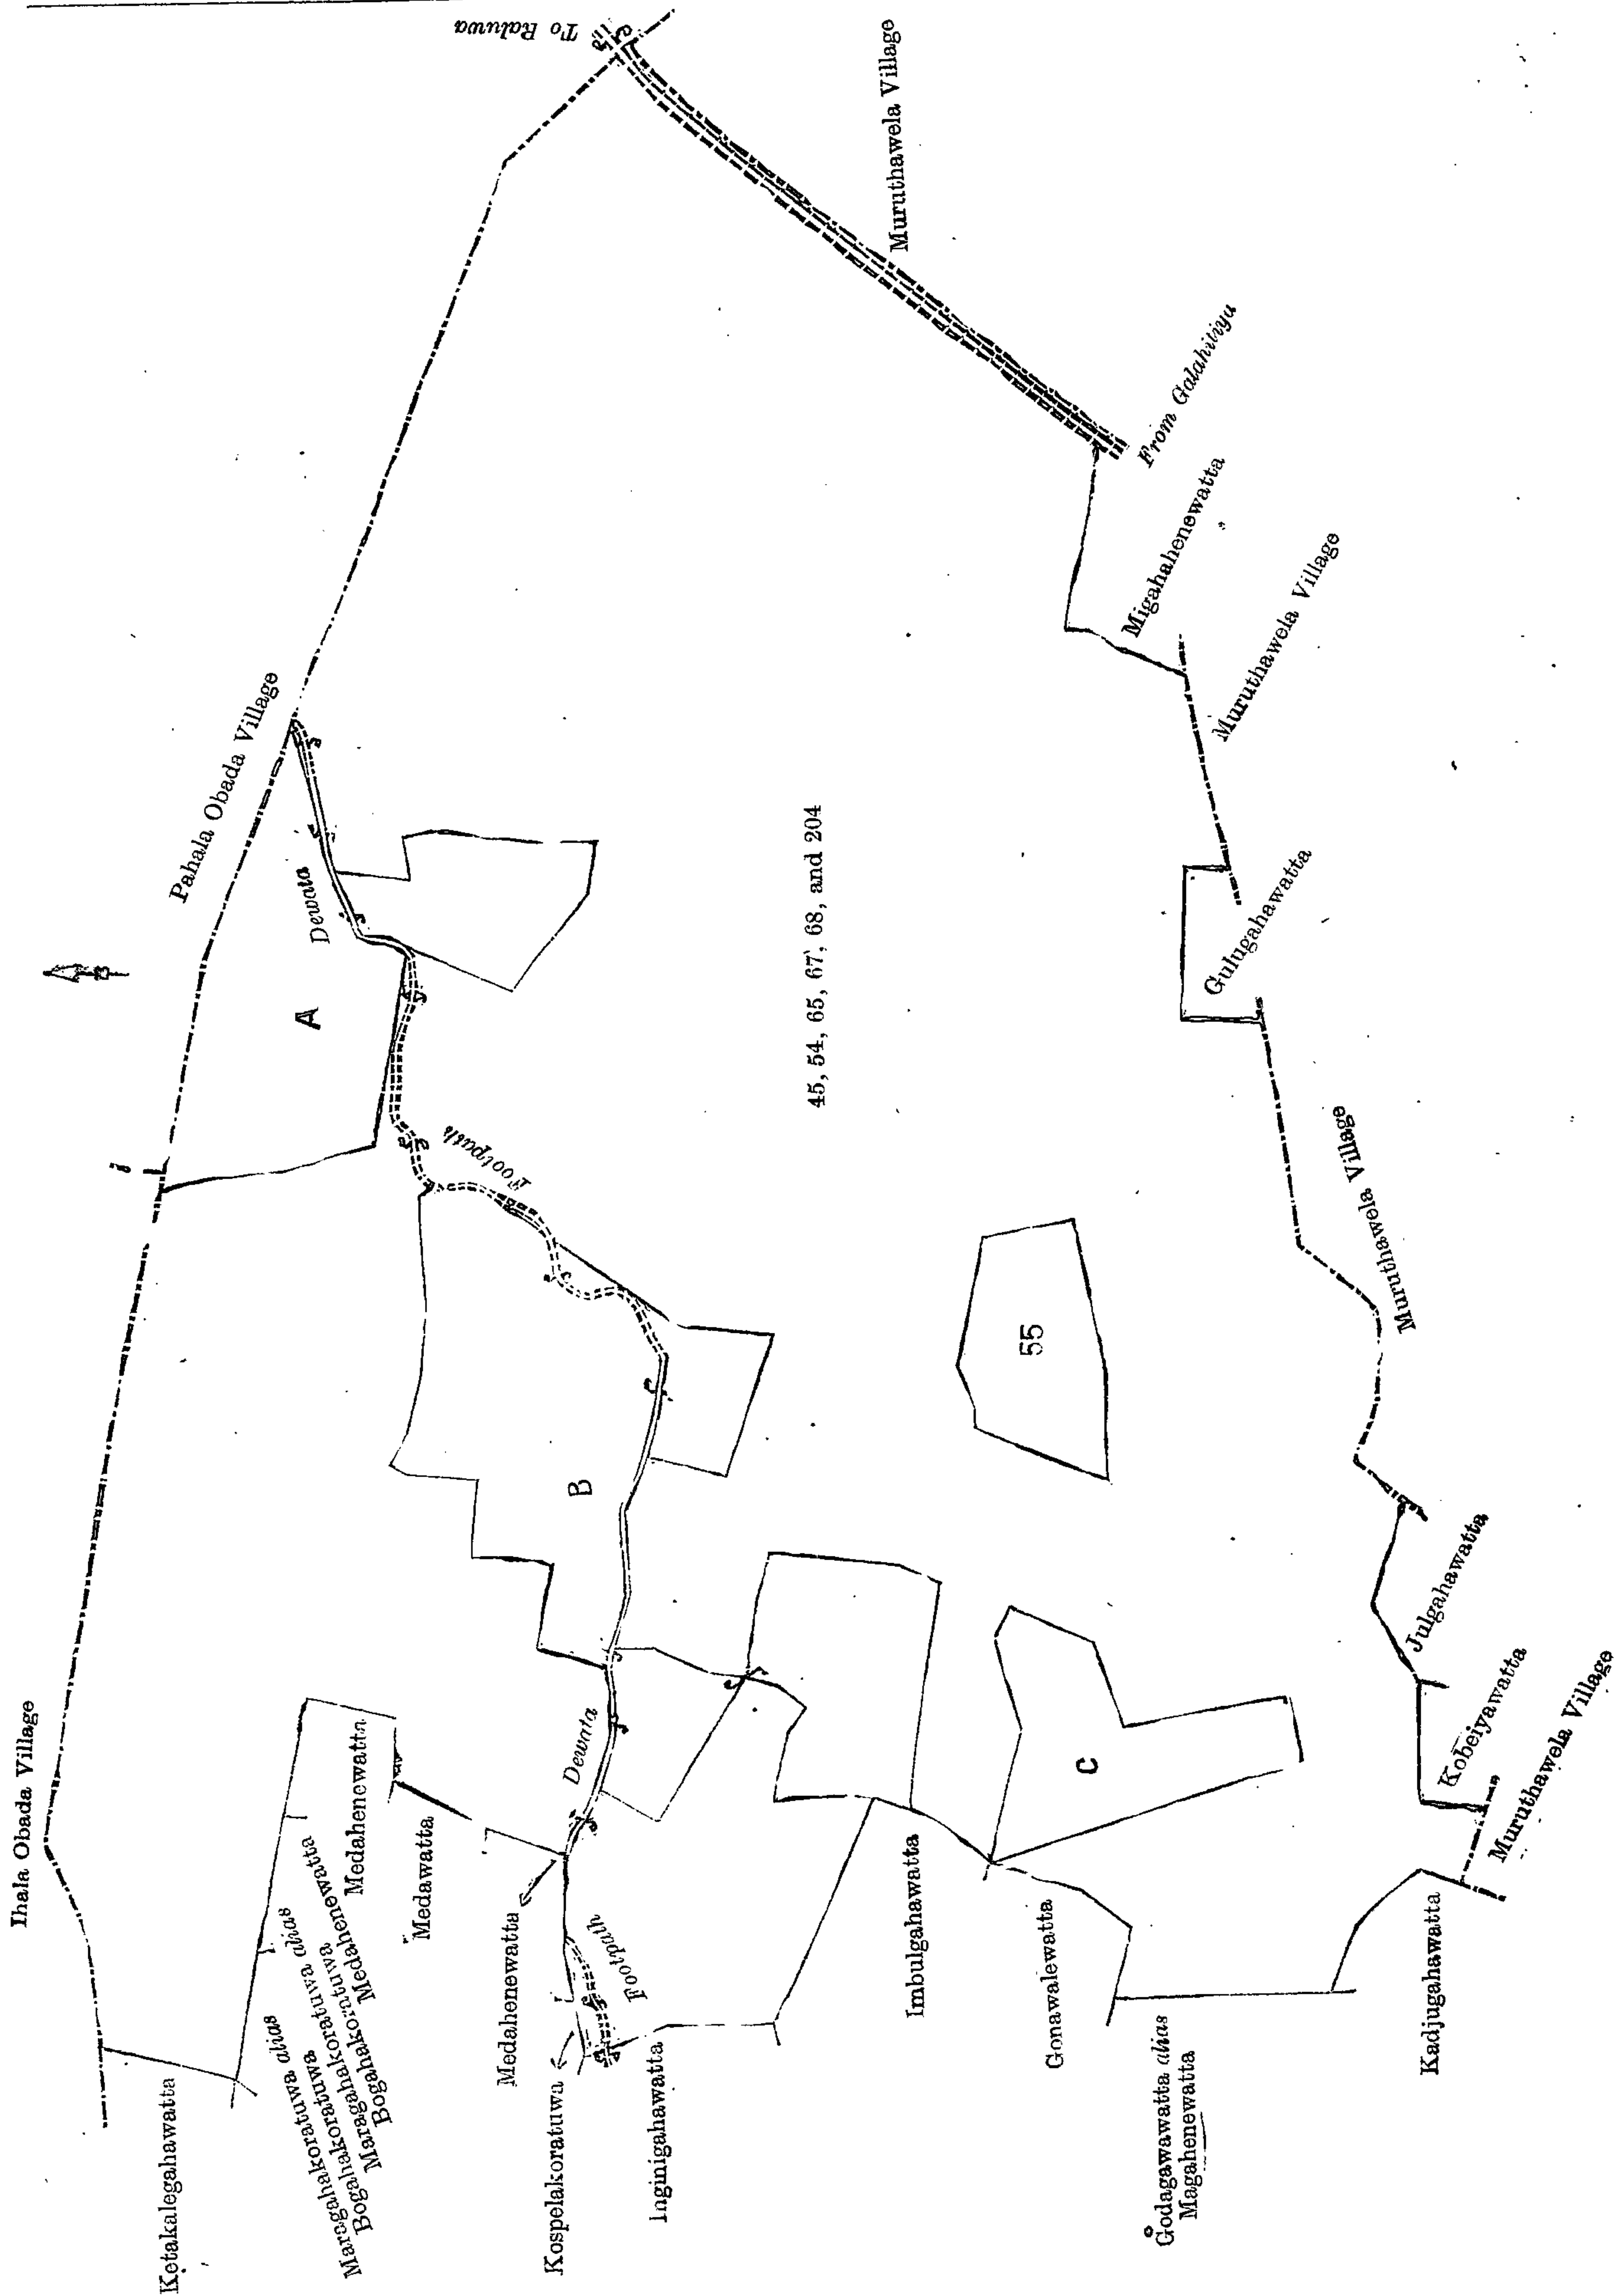 To Raluwa
Muruthawela Village
From Galahitiya
Migahahenewatta
Muruthawela Village
Pahala Obada Village
Dewata
A
Footpath
45, 54, 65, 67, 68, and 204
Gulugahawatta
Muruthawela Village
55
B
Julgahawatta
Kobeiyawatta
Muruthawela Village
C
Ihala Obada Village
Ketakalegahawatta
Maragahakoratuwa alias
Bogahakoratuwa
Maragahakoratuwa alias
Bogahakoratuwa
Medahenewatta
Medahenewatta
Medawatta
Medahenewatta
Dewata
Footpath
Kospelakoratuwa
Inginigahawatta
Imbulgahawatta
Gonawalewatta
Godagawawatta alias
Magahenewatta
Kadjugahawatta